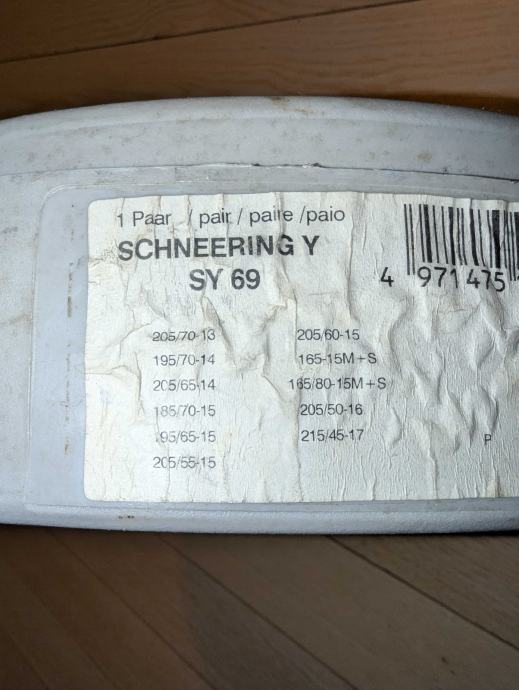 1 Paar / pair / paire / paio
SCHNEERING Y
SY 69
4 971475
205/70-13
195/70-14
205/65-14
185/70-15
195/65-15
205/55-15
205/60-15
165-15M+S
165/80-15M+S
205/50-16
215/45-17
P